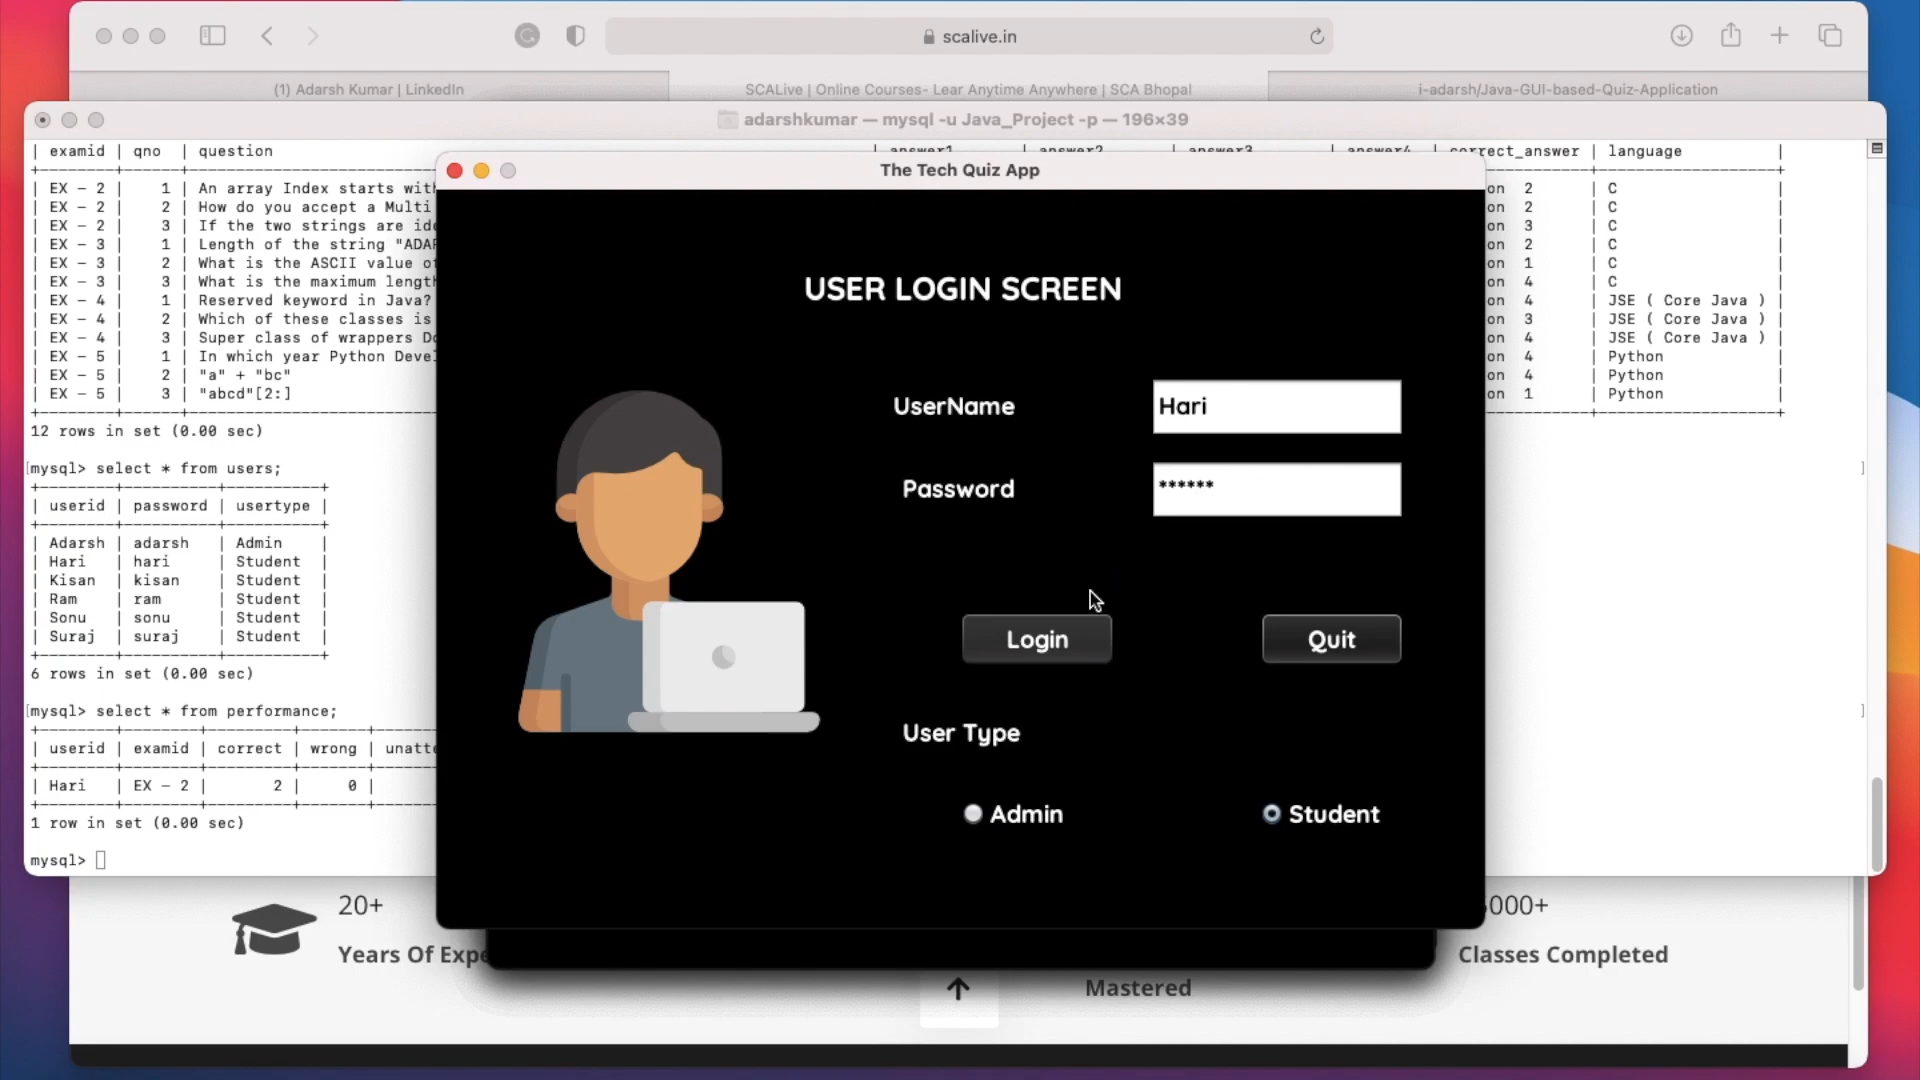 scalive.in
(1) Adarsh Kumar | LinkedIn
SCALive | Online Courses- Lear Anytime Anywhere | SCA Bhopal
i-adarsh/Java-GUI-based-Quiz-Application
adarshkumar — mysql -u Java_Project -p — 196×39
| examid | qno | question | answer1 | answer2 | answer3 | answer4 | correct_answer | language |
| EX – 2 | 1 | An array Index starts with on 2 | C |
| EX – 2 | 2 | How do you accept a Multi on 2 | C |
| EX – 2 | 3 | If the two strings are ide on 3 | C |
| EX – 3 | 1 | Length of the string "ADAR on 2 | C |
| EX – 3 | 2 | What is the ASCII value of on 1 | C |
| EX – 3 | 3 | What is the maximum length on 4 | C |
| EX – 4 | 1 | Reserved keyword in Java? on 4 | JSE ( Core Java ) |
| EX – 4 | 2 | Which of these classes is on 3 | JSE ( Core Java ) |
| EX – 4 | 3 | Super class of wrappers Do on 4 | JSE ( Core Java ) |
| EX – 5 | 1 | In which year Python Devel on 4 | Python
| EX – 5 | 2 | "a" + "bc" on 4 | Python
| EX – 5 | 3 | "abcd"[2:] on 1 | Python
12 rows in set (0.00 sec)
[mysql> select * from users; ]
| userid | password | usertype |
| Adarsh | adarsh | Admin |
| Hari | hari | Student |
| Kisan | kisan | Student |
| Ram | ram | Student |
| Sonu | sonu | Student |
| Suraj | suraj | Student |
6 rows in set (0.00 sec)
[mysql> select * from performance; ]
| userid | examid | correct | wrong | unatte
| Hari | EX – 2 | 2 | 0 |
1 row in set (0.00 sec)
mysql>
The Tech Quiz App
USER LOGIN SCREEN
UserName
Hari
Password
******
Login
Quit
User Type
Admin
Student
20+
Years Of Expe
Mastered
000+
Classes Completed